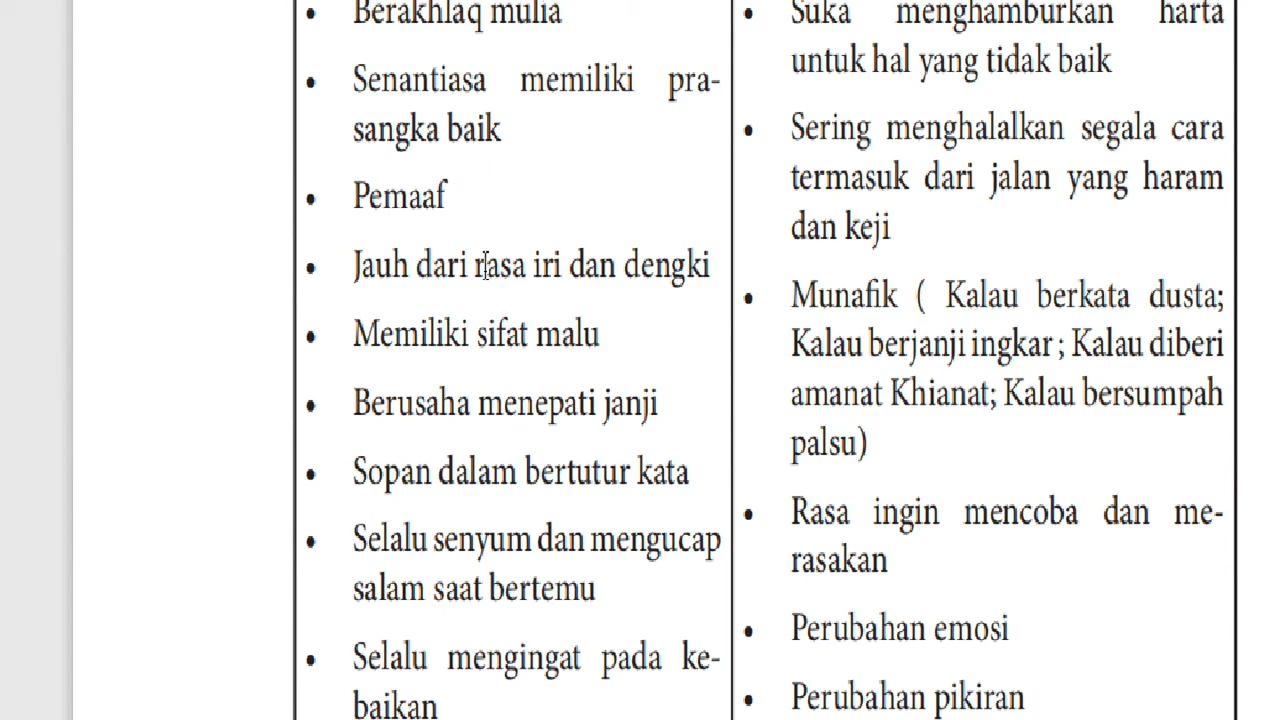 • Berakhlaq mulia
• Senantiasa memiliki pra-
sangka baik
• Pemaaf
• Jauh dari rasa iri dan dengki
• Memiliki sifat malu
• Berusaha menepati janji
• Sopan dalam bertutur kata
• Selalu senyum dan mengucap
salam saat bertemu
• Selalu mengingat pada ke-
baikan
• Suka menghamburkan harta
untuk hal yang tidak baik
• Sering menghalalkan segala cara
termasuk dari jalan yang haram
dan keji
• Munafik ( Kalau berkata dusta;
Kalau berjanji ingkar ; Kalau diberi
amanat Khianat; Kalau bersumpah
palsu)
• Rasa ingin mencoba dan me-
rasakan
• Perubahan emosi
• Perubahan pikiran